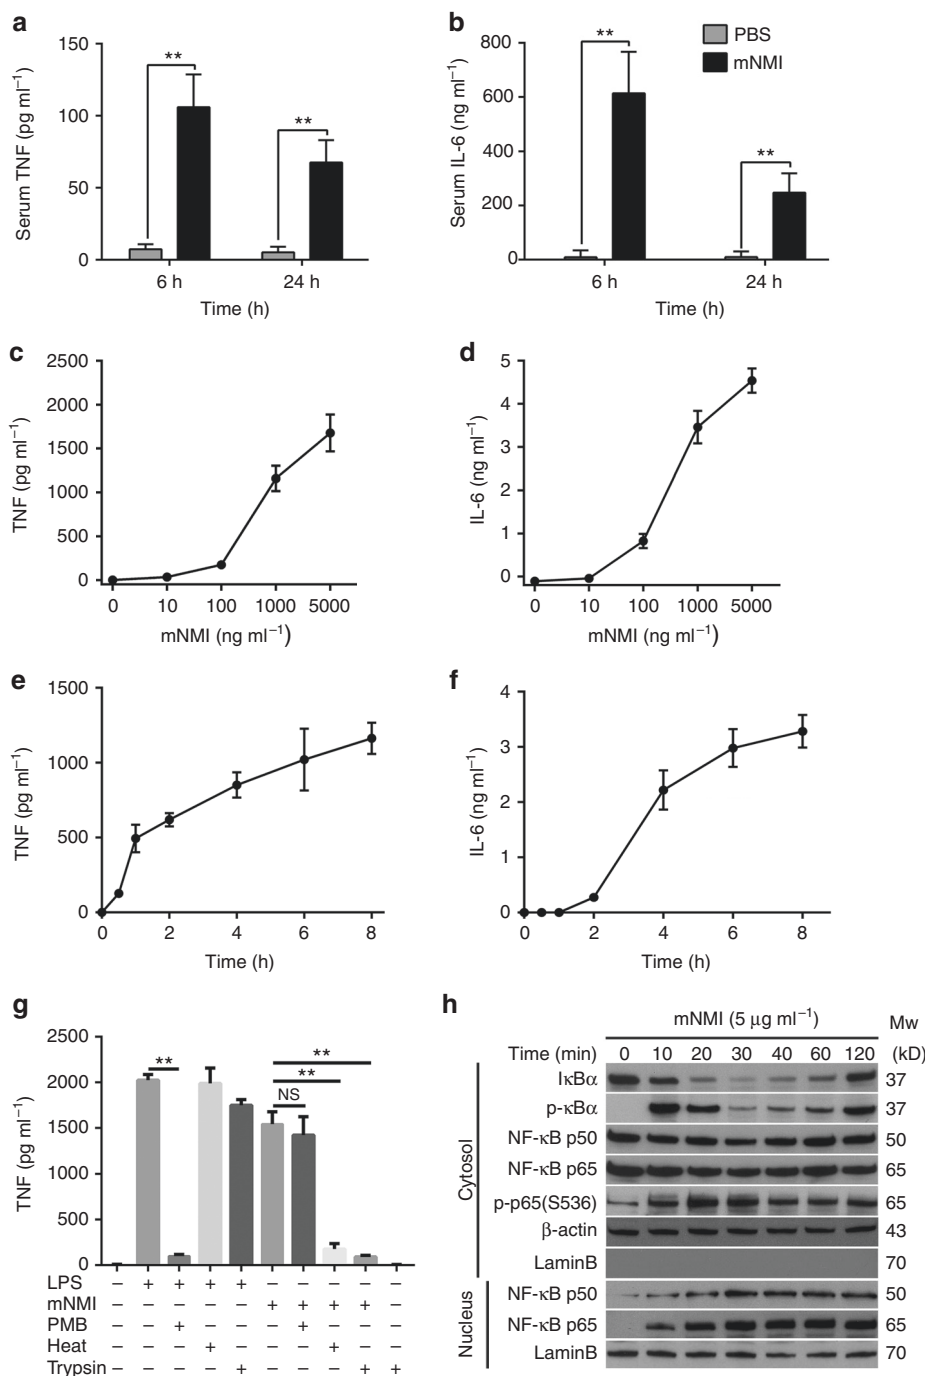 a
150
100
50
0
Serum TNF (pg ml⁻¹)
**
**
6 h
24 h
Time (h)
b
800
600
400
200
0
Serum IL-6 (ng ml⁻¹)
**
**
PBS
mNMI
6 h
24 h
Time (h)
c
2500
2000
1500
1000
500
0
TNF (pg ml⁻¹)
0 10 100 1000 5000
mNMI (ng ml⁻¹)
d
5
4
3
2
1
0
IL-6 (ng ml⁻¹)
0 10 100 1000 5000
mNMI (ng ml⁻¹)
e
1500
1000
500
0
TNF (pg ml⁻¹)
0 2 4 6 8
Time (h)
f
4
3
2
1
0
IL-6 (ng ml⁻¹)
0 2 4 6 8
Time (h)
g
2500
2000
1500
1000
500
0
TNF (pg ml⁻¹)
**
**
**
NS
LPS – + + + + – – – – –
mNMI – – – – – + + + + –
PMB – – + – – – + – – –
Heat – – – + – – – + – –
Trypsin – – – – + – – – + +
h
mNMI (5 μg ml⁻¹) Mw
Time (min) 0 10 20 30 40 60 120 (kD)
Cytosol
IκBα 37
p-κBα 37
NF-κB p50 50
NF-κB p65 65
p-p65(S536) 65
β-actin 43
LaminB 70
Nucleus
NF-κB p50 50
NF-κB p65 65
LaminB 70